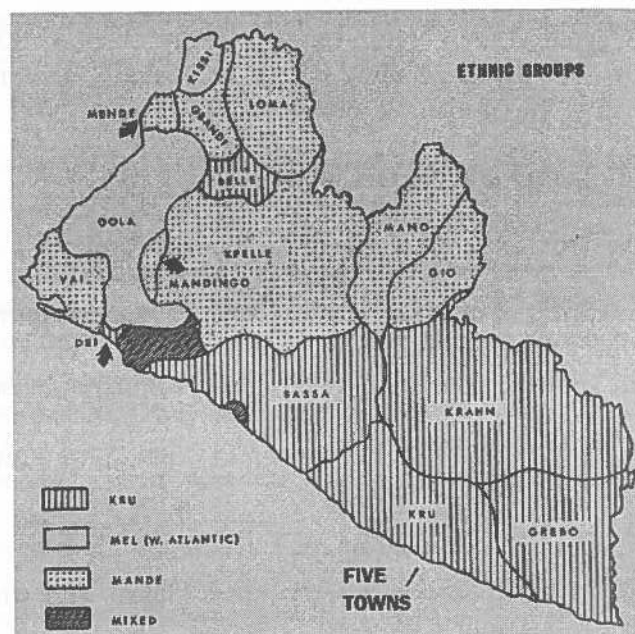 ETHNIC GROUPS
KISSI
MENDE
GBANDI
LOMA
BELLE
GOLA
KPELLE
MANO
GIO
VAI
MANDINGO
DEI
BASSA
KRAHN
KRU
GREBO
FIVE
TOWNS
KRU
MEL (W. ATLANTIC)
MANDE
MIXED